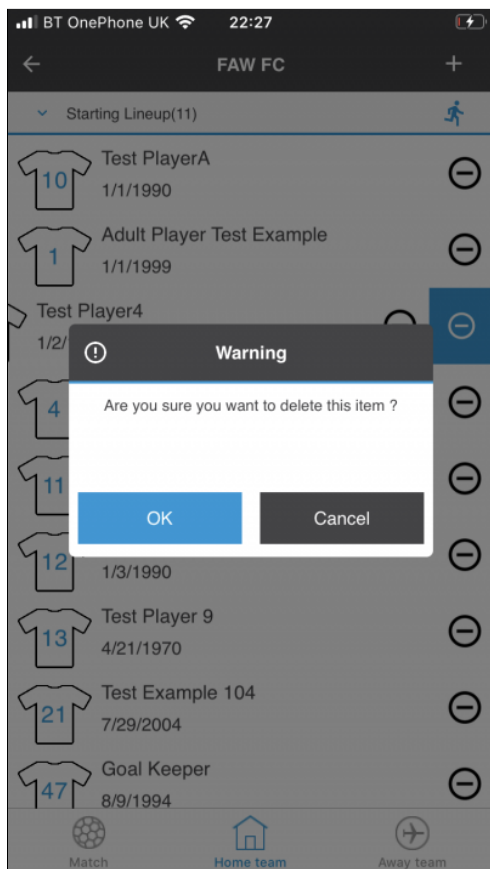 BT OnePhone UK 22:27
FAW FC
Starting Lineup(11)
10 Test PlayerA
1/1/1990
1 Adult Player Test Example
1/1/1999
Test Player4
1/2/
Warning
4
Are you sure you want to delete this item ?
11
OK Cancel
12
1/3/1990
13 Test Player 9
4/21/1970
21 Test Example 104
7/29/2004
47 Goal Keeper
8/9/1994
Match Home team Away team